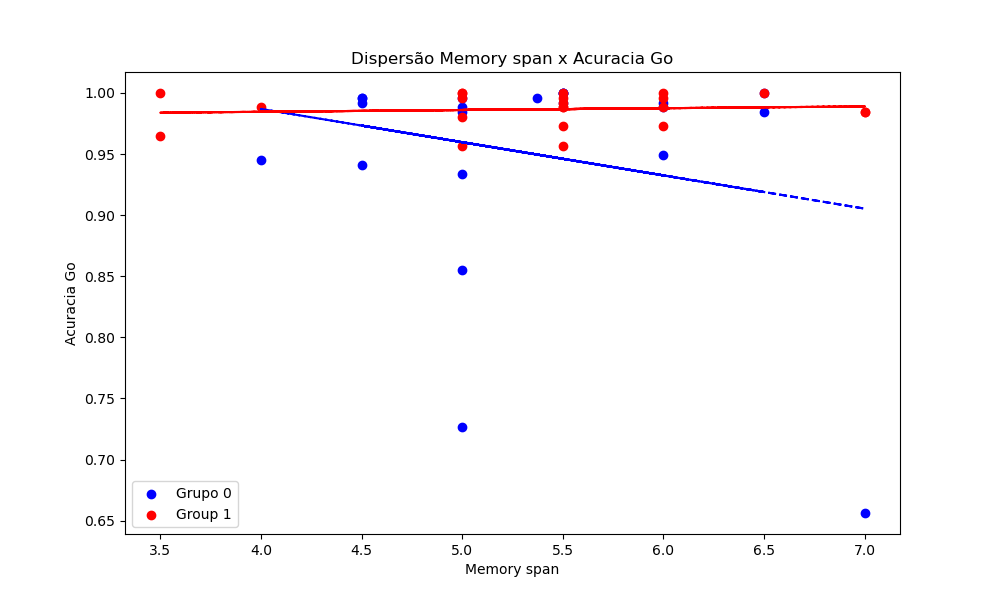 Dispersão Memory span x Acuracia Go
Acuracia Go
1.00
0.95
0.90
0.85
0.80
0.75
0.70
0.65
Grupo 0
Group 1
3.5 4.0 4.5 5.0 5.5 6.0 6.5 7.0
Memory span